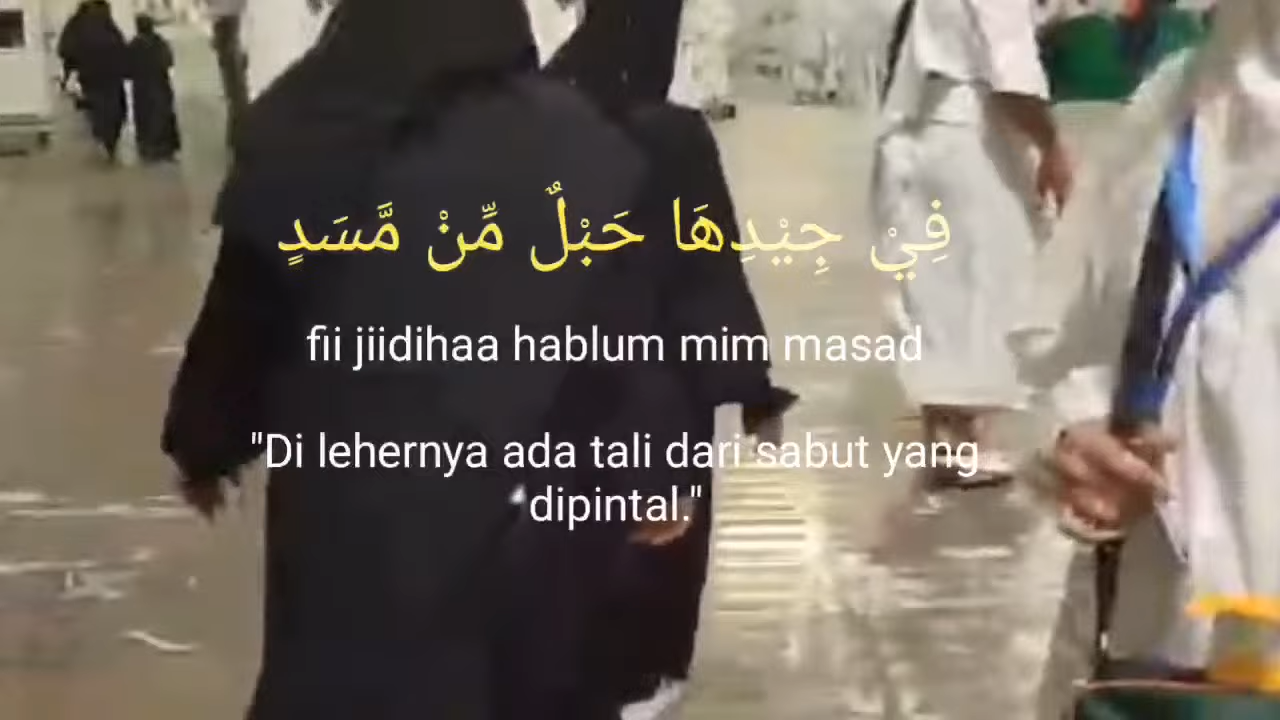 فِيْ جِيْدِهَا حَبْلٌ مِّنْ مَّسَدٍ
fii jiidihaa hablum mim masad
"Di lehernya ada tali dari sabut yang
dipintal."